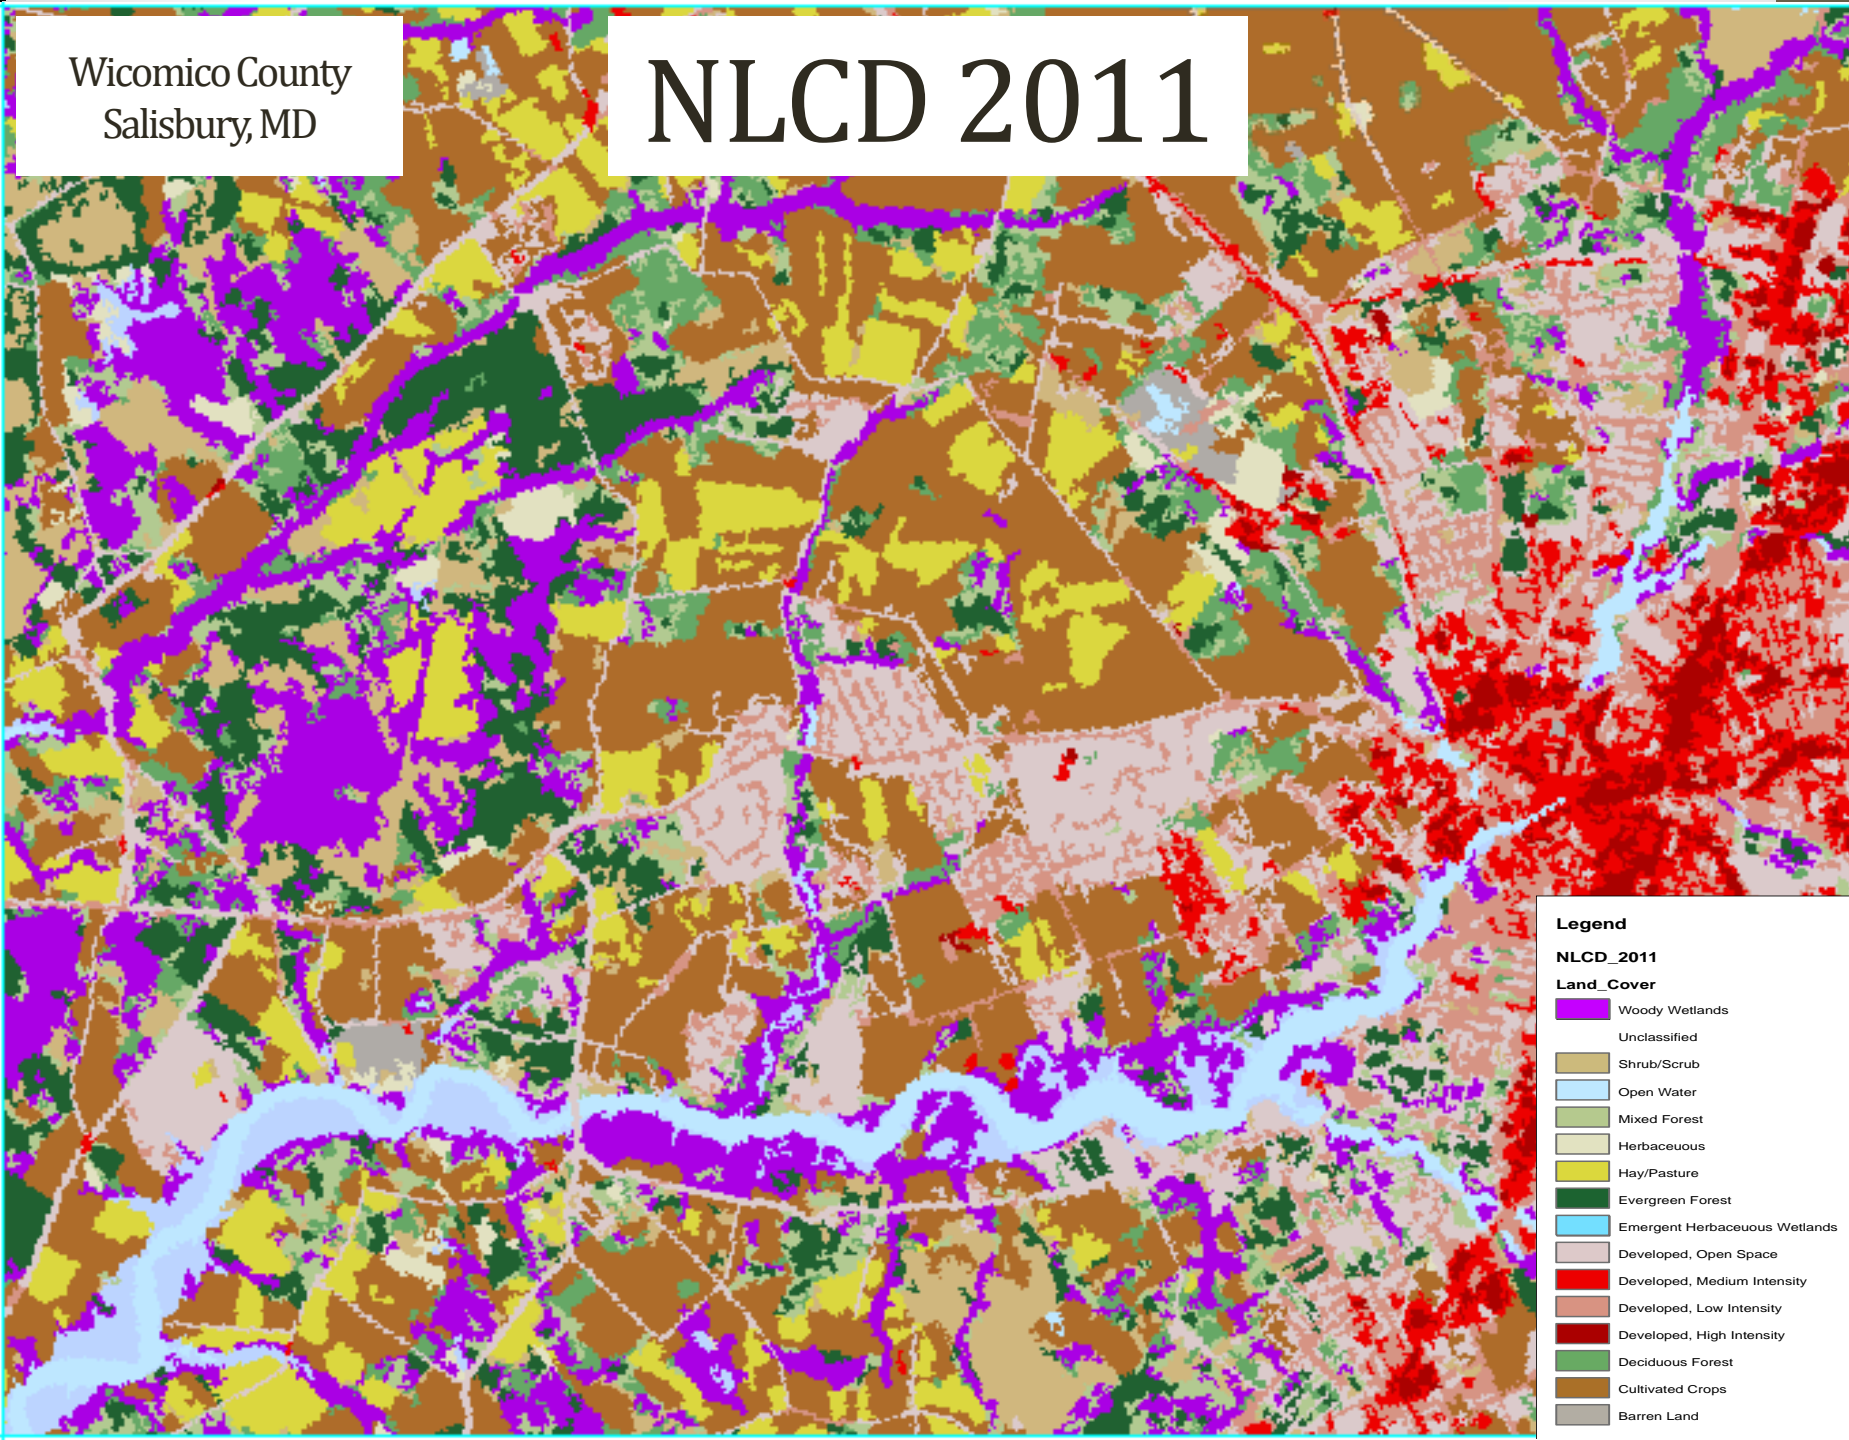 Wicomico County
Salisbury, MD
NLCD 2011
Legend
NLCD_2011
Land_Cover
Woody Wetlands
Unclassified
Shrub/Scrub
Open Water
Mixed Forest
Herbaceuous
Hay/Pasture
Evergreen Forest
Emergent Herbaceuous Wetlands
Developed, Open Space
Developed, Medium Intensity
Developed, Low Intensity
Developed, High Intensity
Deciduous Forest
Cultivated Crops
Barren Land